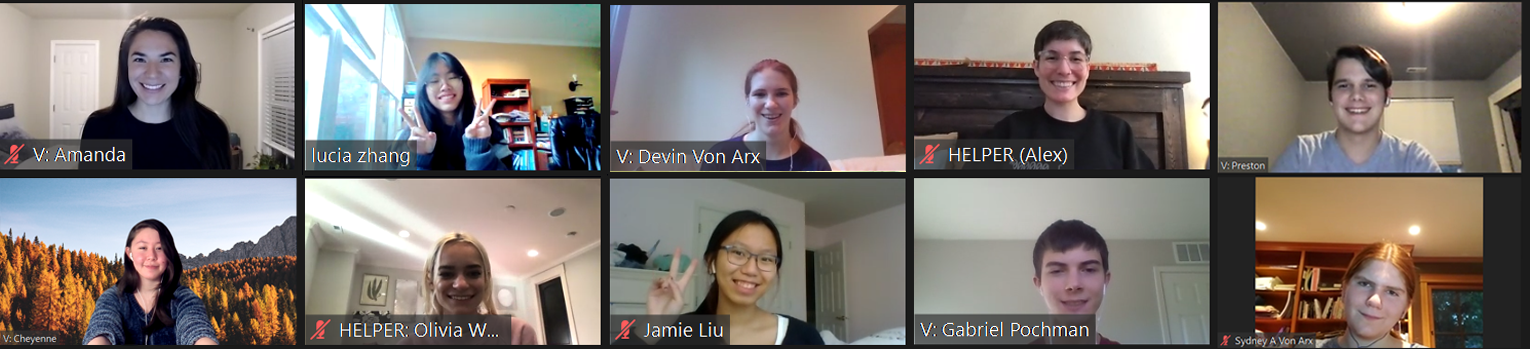 V: Amanda
lucia zhang
V: Devin Von Arx
HELPER (Alex)
V: Preston
V: Cheyenne
HELPER: Olivia W...
Jamie Liu
V: Gabriel Pochman
Sydney A Von Arx